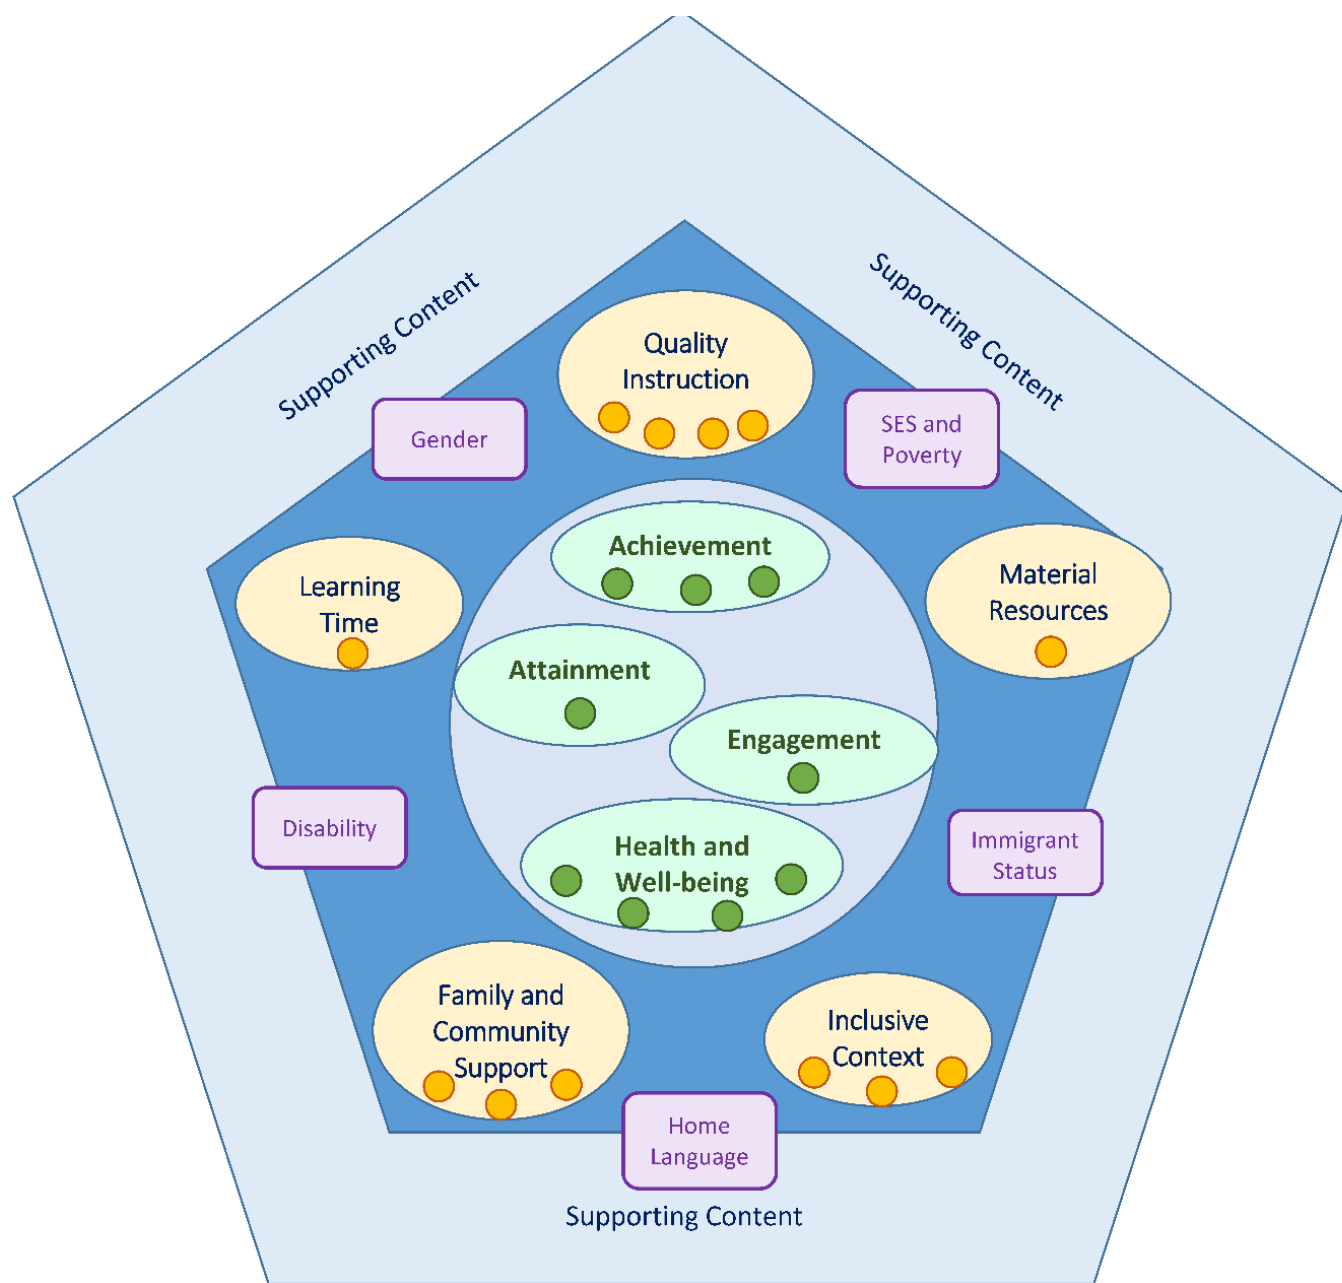 Supporting Content
Supporting Content
Quality
Instruction
Gender
SES and
Poverty
Achievement
Learning
Time
Material
Resources
Attainment
Engagement
Disability
Health and
Well-being
Immigrant
Status
Family and
Community
Support
Inclusive
Context
Home
Language
Supporting Content